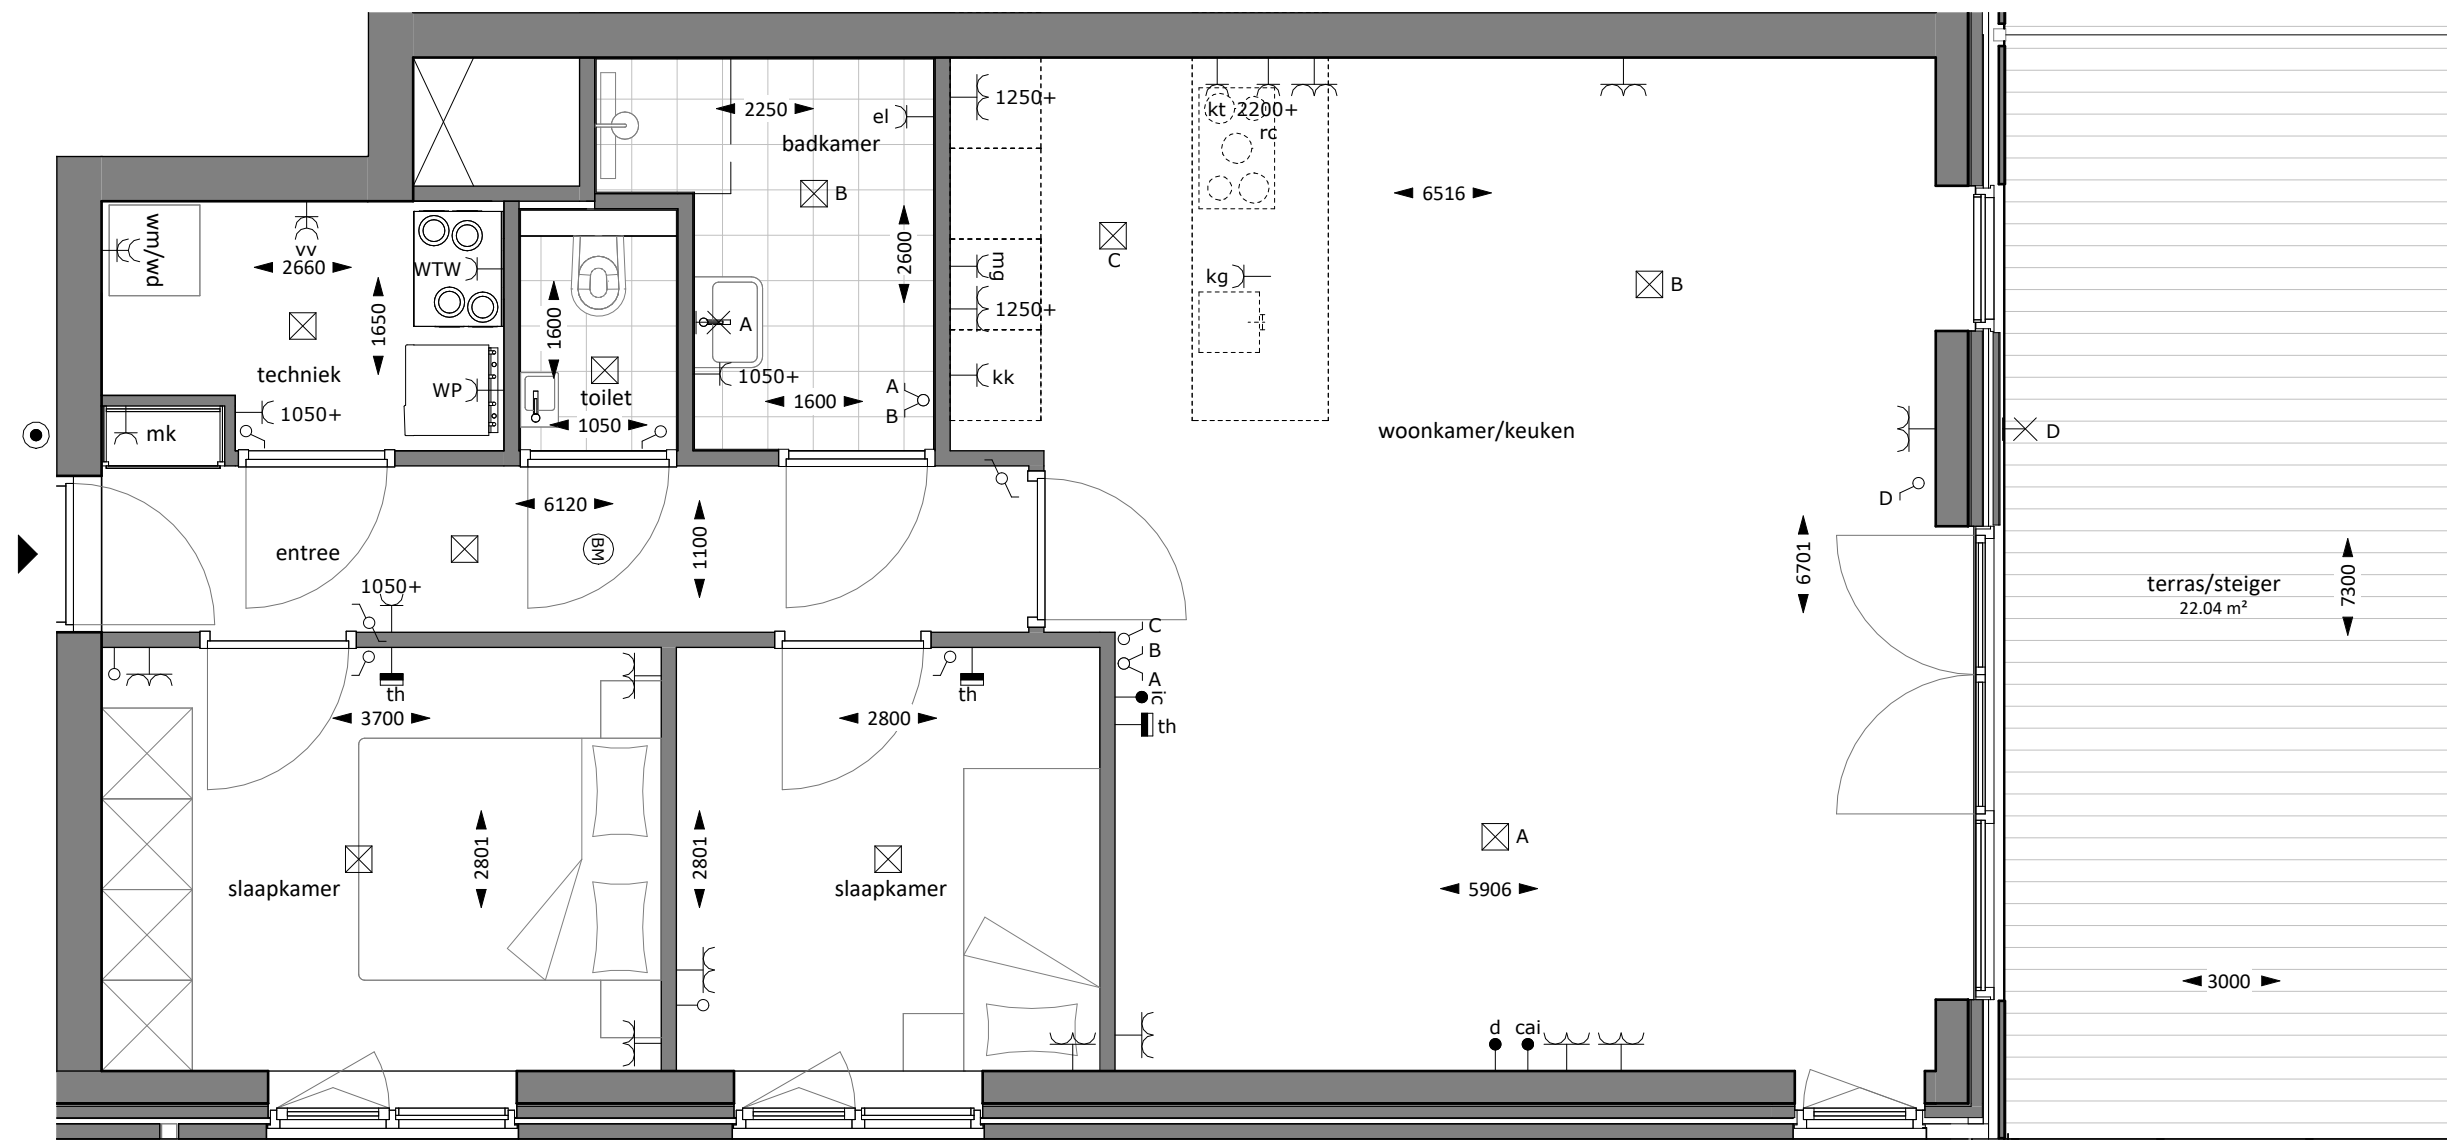 2250
1250+
el
badkamer
kt
2200+
rc
B
6516
wm/wd
vv
2660
WTW
2600
mg
C
kg
B
1650
1600
A
1250+
techniek
WP
toilet
1050+
kk
1050+
1050
1600
A
B
mk
woonkamer/keuken
D
6120
D
entree
BM
1100
6701
terras/steiger
22.04 m²
7300
1050+
C
B
A
ic
th
th
th
3700
2800
A
2801
2801
slaapkamer
slaapkamer
5906
3000
d
cai